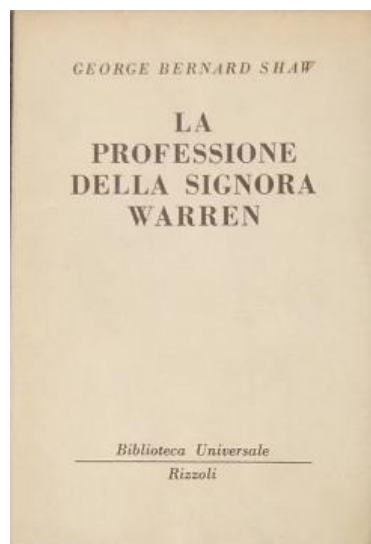 GEORGE BERNARD SHAW
LA
PROFESSIONE
DELLA SIGNORA
WARREN
Biblioteca Universale
Rizzoli